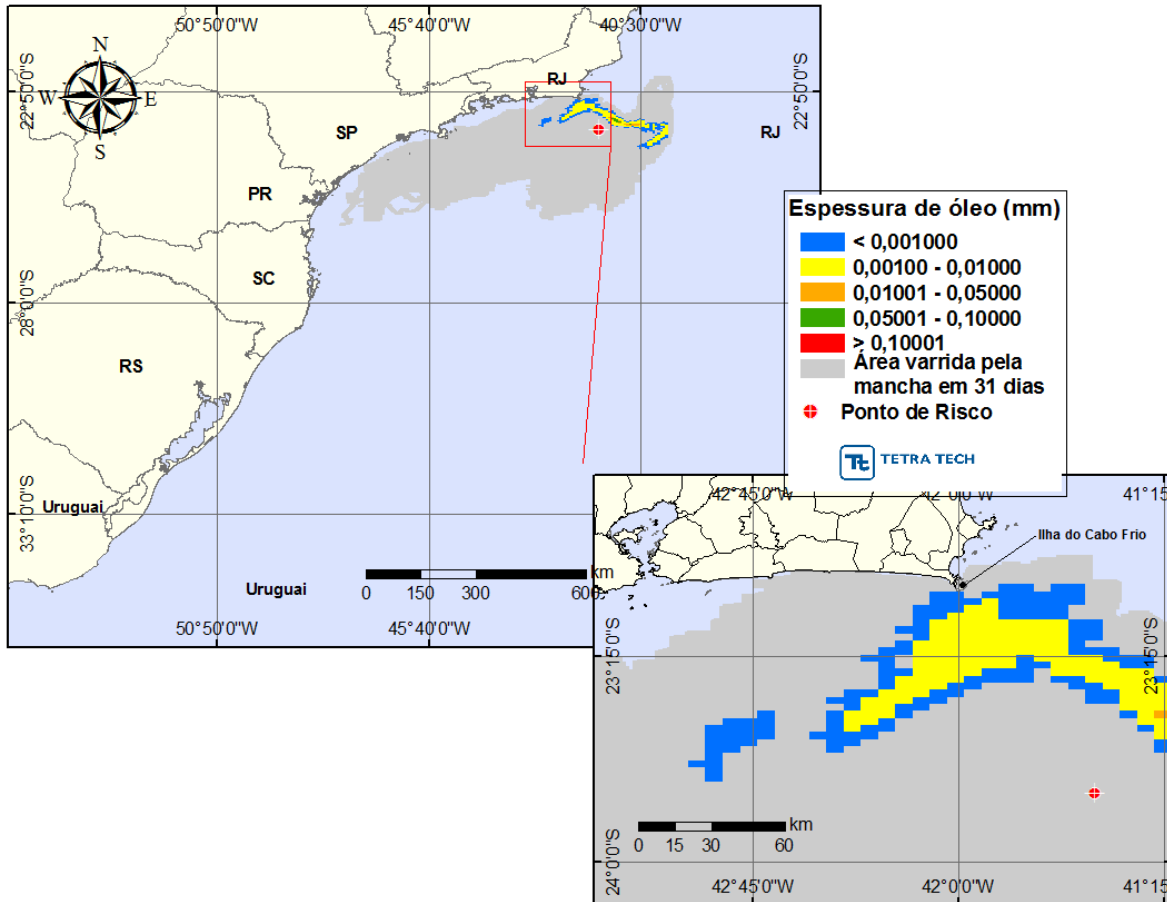 50°50'0"W
45°40'0"W
40°30'0"W
N
W
E
S
22°50'0"S
22°50'0"S
RJ
RJ
SP
PR
SC
28°0'0"S
RS
Uruguai
33°10'0"S
Uruguai
km
0 150 300 600
50°50'0"W
45°40'0"W
Espessura de óleo (mm)
< 0,001000
0,00100 - 0,01000
0,01001 - 0,05000
0,05001 - 0,10000
> 0,10001
Área varrida pela
mancha em 31 dias
Ponto de Risco
Tt TETRA TECH
42°45'0"W
42°0'0"W
41°15'0"W
Ilha do Cabo Frio
23°15'0"S
23°15'0"S
km
0 15 30 60
24°0'0"S
42°45'0"W
42°0'0"W
41°15'0"W